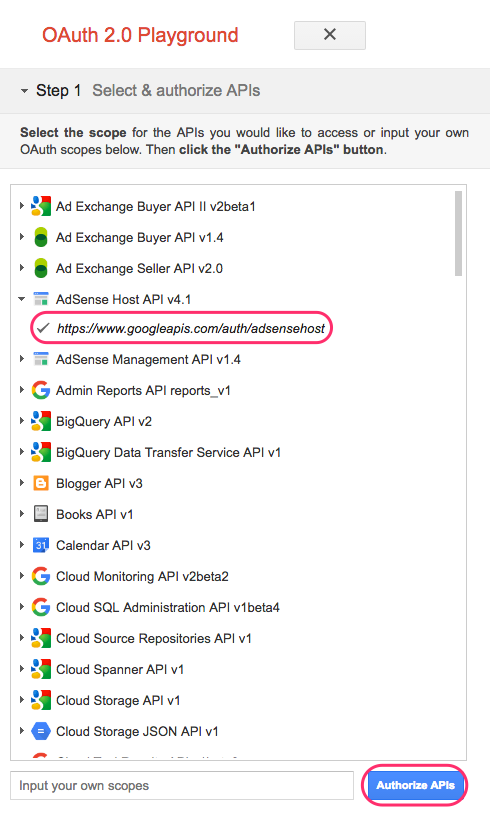 OAuth 2.0 Playground
Step 1 Select & authorize APIs
Select the scope for the APIs you would like to access or input your own
OAuth scopes below. Then click the "Authorize APIs" button.
Ad Exchange Buyer API II v2beta1
Ad Exchange Buyer API v1.4
Ad Exchange Seller API v2.0
AdSense Host API v4.1
https://www.googleapis.com/auth/adsensehost
AdSense Management API v1.4
Admin Reports API reports_v1
BigQuery API v2
BigQuery Data Transfer Service API v1
Blogger API v3
Books API v1
31 Calendar API v3
Cloud Monitoring API v2beta2
Cloud SQL Administration API v1beta4
Cloud Source Repositories API v1
Cloud Spanner API v1
Cloud Storage API v1
Cloud Storage JSON API v1
Input your own scopes
Authorize APIs